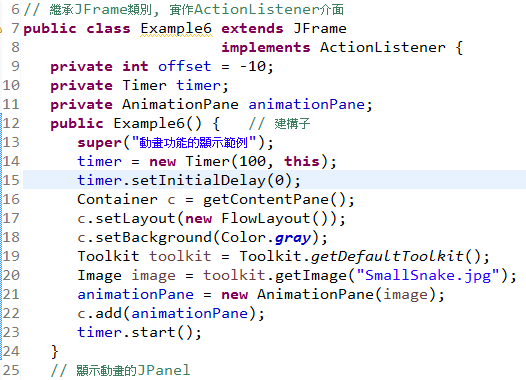 6 // 繼承JFrame類別, 實作ActionListener介面
7 public class Example6 extends JFrame
8                          implements ActionListener {
9    private int offset = -10;
10    private Timer timer;
11    private AnimationPane animationPane;
12    public Example6() {   // 建構子
13       super("動畫功能的顯示範例");
14       timer = new Timer(100, this);
15       timer.setInitialDelay(0);
16       Container c = getContentPane();
17       c.setLayout(new FlowLayout());
18       c.setBackground(Color.gray);
19       Toolkit toolkit = Toolkit.getDefaultToolkit();
20       Image image = toolkit.getImage("SmallSnake.jpg");
21       animationPane = new AnimationPane(image);
22       c.add(animationPane);
23       timer.start();
24    }
25    // 顯示動畫的JPanel